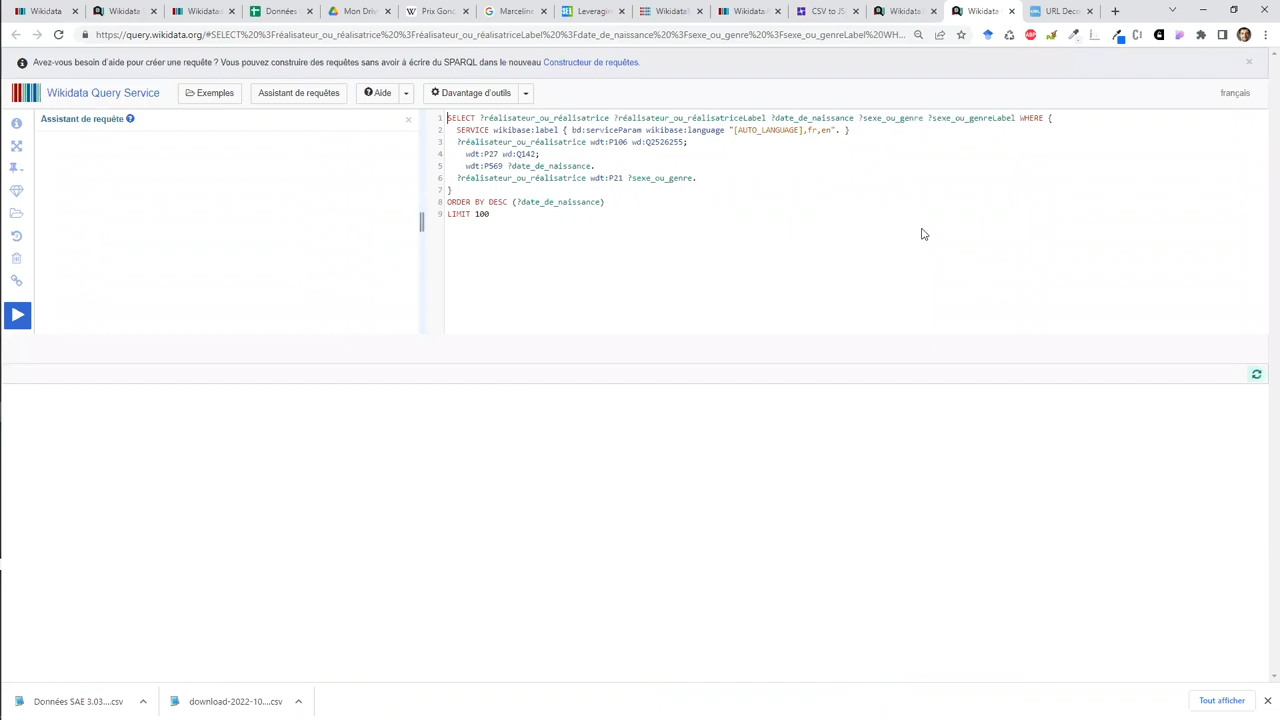 Wikidata
Wikidata
Wikidata
Données
Mon Driv
Prix Gonc
Marceline
Leveragin
Wikidata
Wikidata
CSV to JS
Wikidata
Wikidata
URL Deco
https://query.wikidata.org/#SELECT%20%3Fréalisateur_ou_réalisatrice%20%3Fréalisateur_ou_réalisatriceLabel%20%3Fdate_de_naissance%20%3Fsexe_ou_genre%20%3Fsexe_ou_genreLabel%20WH...
Avez-vous besoin d'aide pour créer une requête ? Vous pouvez construire des requêtes sans avoir à écrire du SPARQL dans le nouveau Constructeur de requêtes.
Wikidata Query Service
Exemples
Assistant de requêtes
Aide
Davantage d'outils
français
Assistant de requête
1 SELECT ?réalisateur_ou_réalisatrice ?réalisateur_ou_réalisatriceLabel ?date_de_naissance ?sexe_ou_genre ?sexe_ou_genreLabel WHERE {
2 SERVICE wikibase:label { bd:serviceParam wikibase:language "[AUTO_LANGUAGE],fr,en". }
3 ?réalisateur_ou_réalisatrice wdt:P106 wd:Q2526255;
4 wdt:P27 wd:Q142;
5 wdt:P569 ?date_de_naissance.
6 ?réalisateur_ou_réalisatrice wdt:P21 ?sexe_ou_genre.
7 }
8 ORDER BY DESC (?date_de_naissance)
9 LIMIT 100
Données SAE 3.03....csv
download-2022-10....csv
Tout afficher